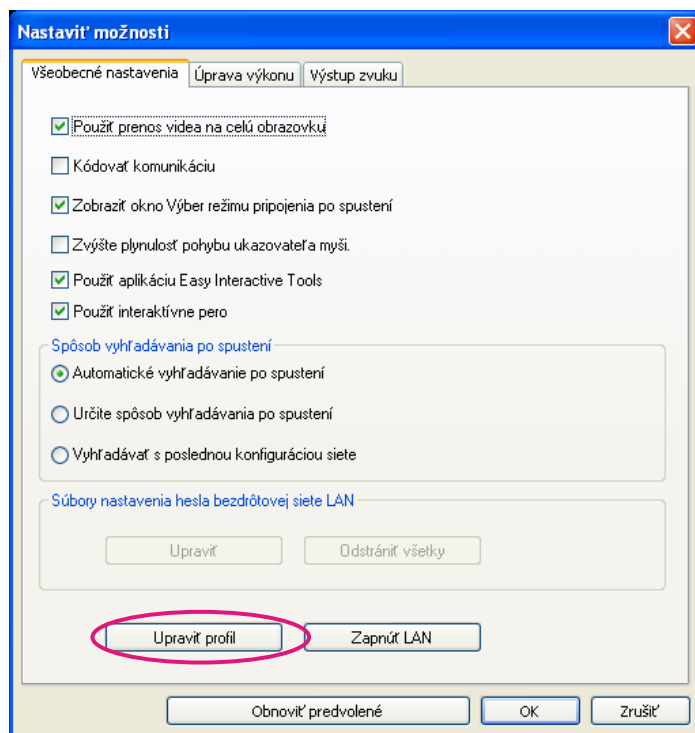 Nastaviť možnosti
Všeobecné nastavenia Úprava výkonu Výstup zvuku
Použiť prenos videa na celú obrazovku
Kódovať komunikáciu
Zobraziť okno Výber režimu pripojenia po spustení
Zvýšte plynulosť pohybu ukazovateľa myši.
Použiť aplikáciu Easy Interactive Tools
Použiť interaktívne pero
Spôsob vyhľadávania po spustení
Automatické vyhľadávanie po spustení
Určite spôsob vyhľadávania po spustení
Vyhľadávať s poslednou konfiguráciou siete
Súbory nastavenia hesla bezdrôtovej siete LAN
Upraviť Odstrániť všetky
Upraviť profil Zapnúť LAN
Obnoviť predvolené OK Zrušiť